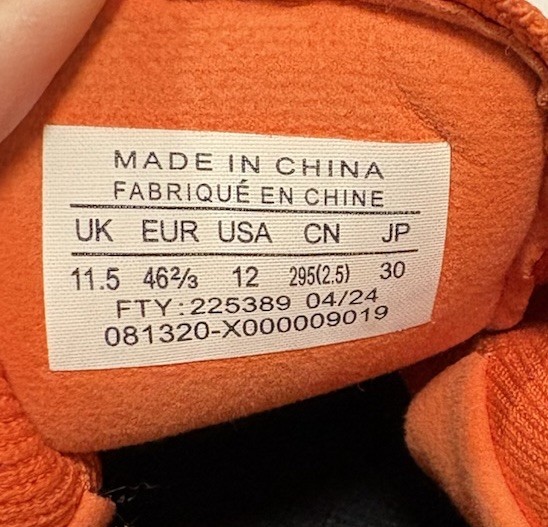 MADE IN CHINA
FABRIQUÉ EN CHINE
UK EUR USA CN JP
11.5 46⅔ 12 295(2.5) 30
FTY:225389 04/24
081320-X000009019